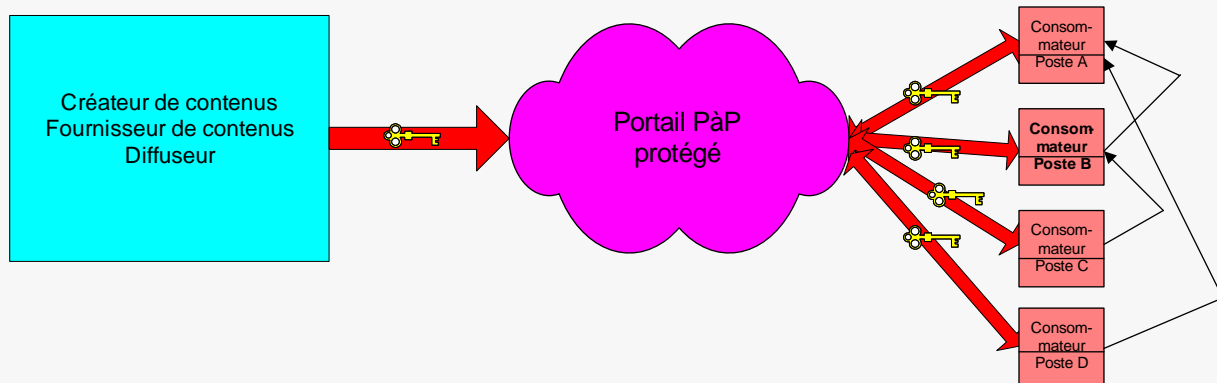 Créateur de contenus
Fournisseur de contenus
Diffuseur
Portail PàP
protégé
Consom-
mateur
Poste A
Consom-
mateur
Poste B
Consom-
mateur
Poste C
Consom-
mateur
Poste D